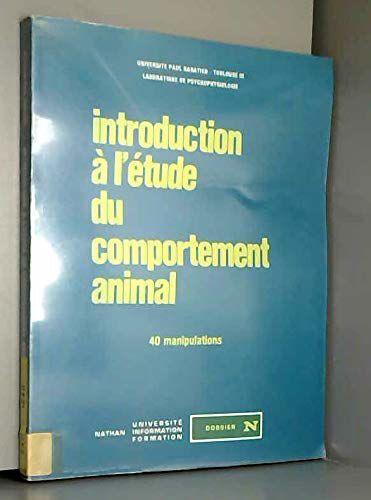 UNIVERSITÉ PAUL SABATIER - TOULOUSE III
LABORATOIRE DE PSYCHOPHYSIOLOGIE
introduction
à l'étude
du
comportement
animal
40 manipulations
NATHAN UNIVERSITÉ INFORMATION FORMATION
DOSSIER N